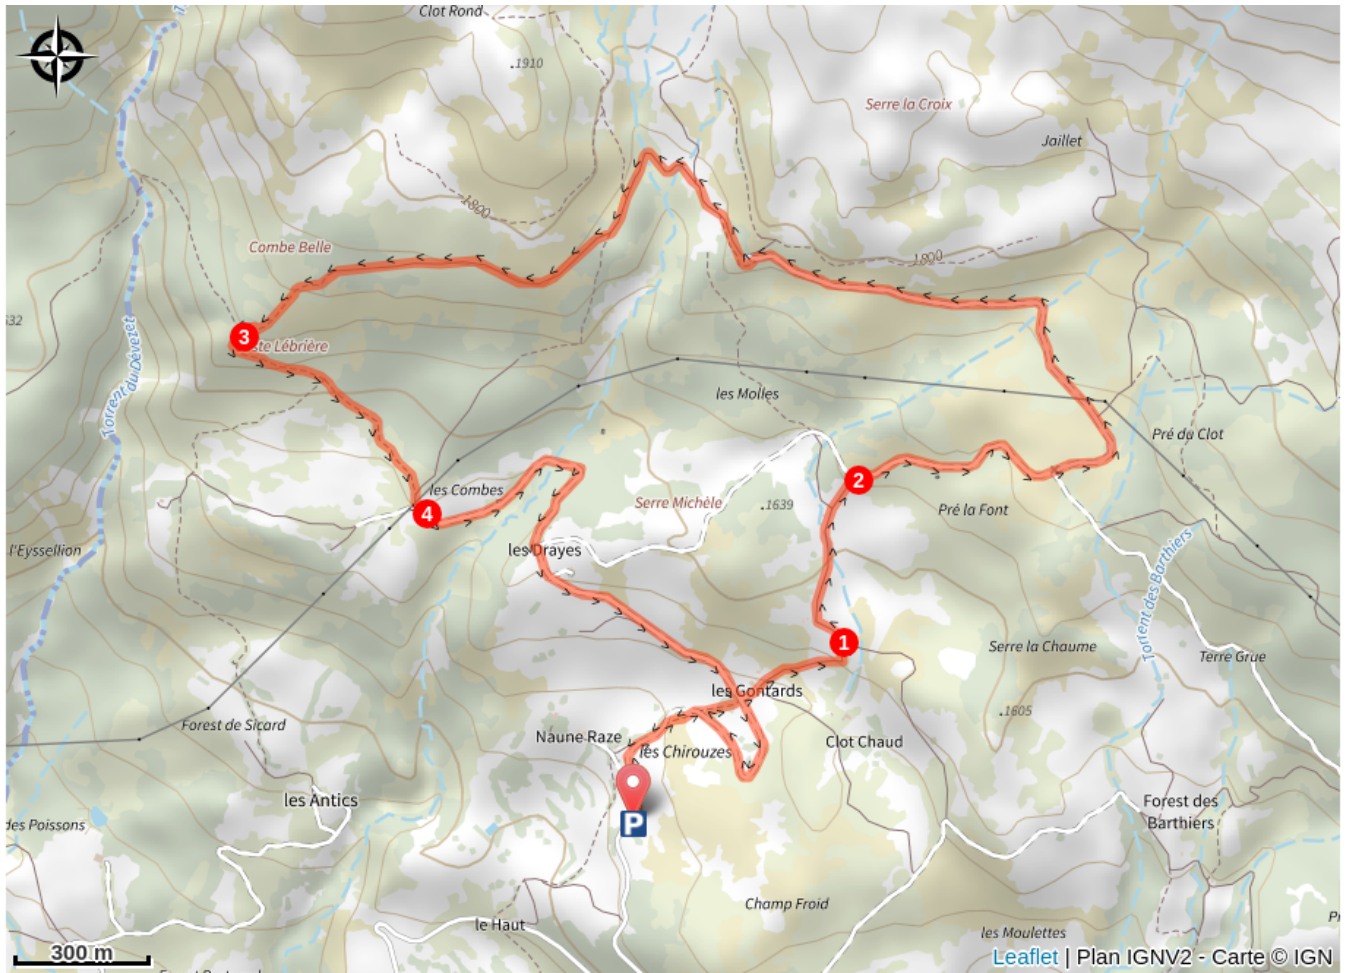 Clot Rond
.1910
Serre la Croix
Jaillet
1800
Combe Belle
1800
3
Torrent du Dévezet
les Molles
Pré du Clot
2
les Combes
Serre Michèle
.1639
Pré la Font
4
l'Eyssellion
les Drayes
Torrent des Barthiers
1
Serre la Chaume
Terre Grue
les Gontards
.1605
Forest de Sicard
Naune Raze
les Chirouzes
Clot Chaud
les Antics
Forest des
Barthiers
P
des Poissons
Champ Froid
le Haut
les Moulettes
300 m
Leaflet | Plan IGNV2 - Carte © IGN